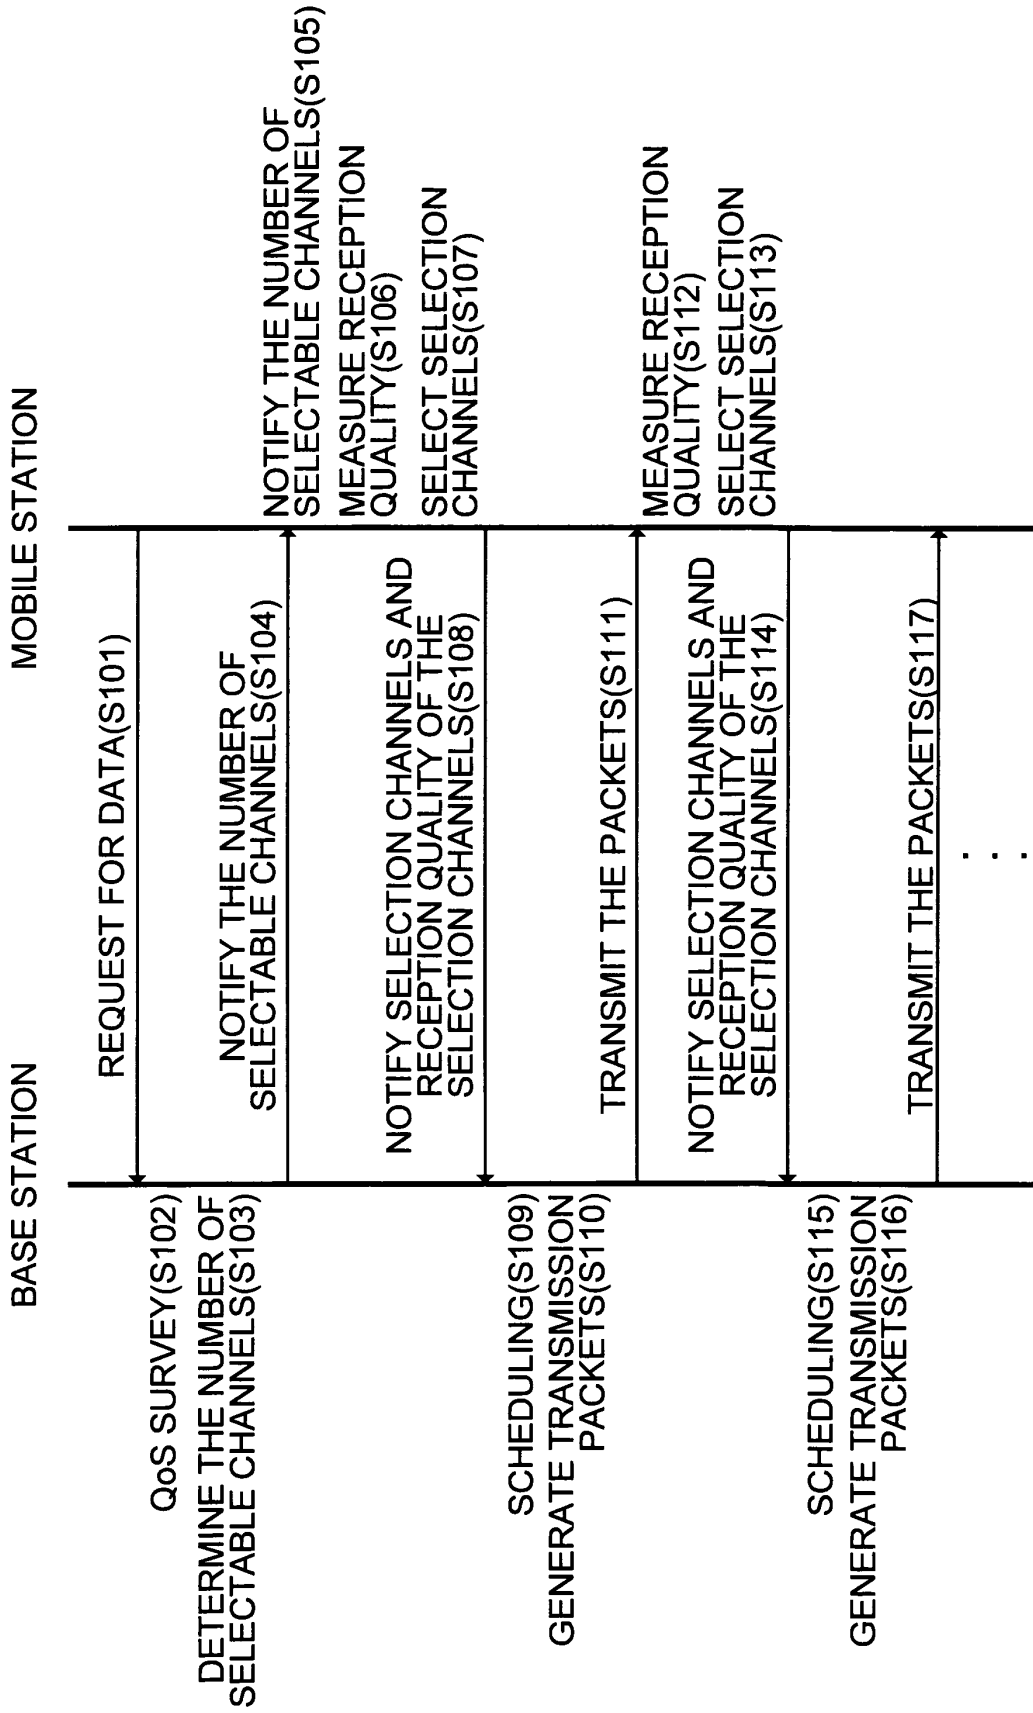 BASE STATION
MOBILE STATION
REQUEST FOR DATA(S101)
QoS SURVEY(S102)
DETERMINE THE NUMBER OF
SELECTABLE CHANNELS(S103)
NOTIFY THE NUMBER OF
SELECTABLE CHANNELS(S104)
NOTIFY THE NUMBER OF
SELECTABLE CHANNELS(S105)
MEASURE RECEPTION
QUALITY(S106)
SELECT SELECTION
CHANNELS(S107)
NOTIFY SELECTION CHANNELS AND
RECEPTION QUALITY OF THE
SELECTION CHANNELS(S108)
SCHEDULING(S109)
GENERATE TRANSMISSION
PACKETS(S110)
TRANSMIT THE PACKETS(S111)
MEASURE RECEPTION
QUALITY(S112)
SELECT SELECTION
CHANNELS(S113)
NOTIFY SELECTION CHANNELS AND
RECEPTION QUALITY OF THE
SELECTION CHANNELS(S114)
SCHEDULING(S115)
GENERATE TRANSMISSION
PACKETS(S116)
TRANSMIT THE PACKETS(S117)
. . .